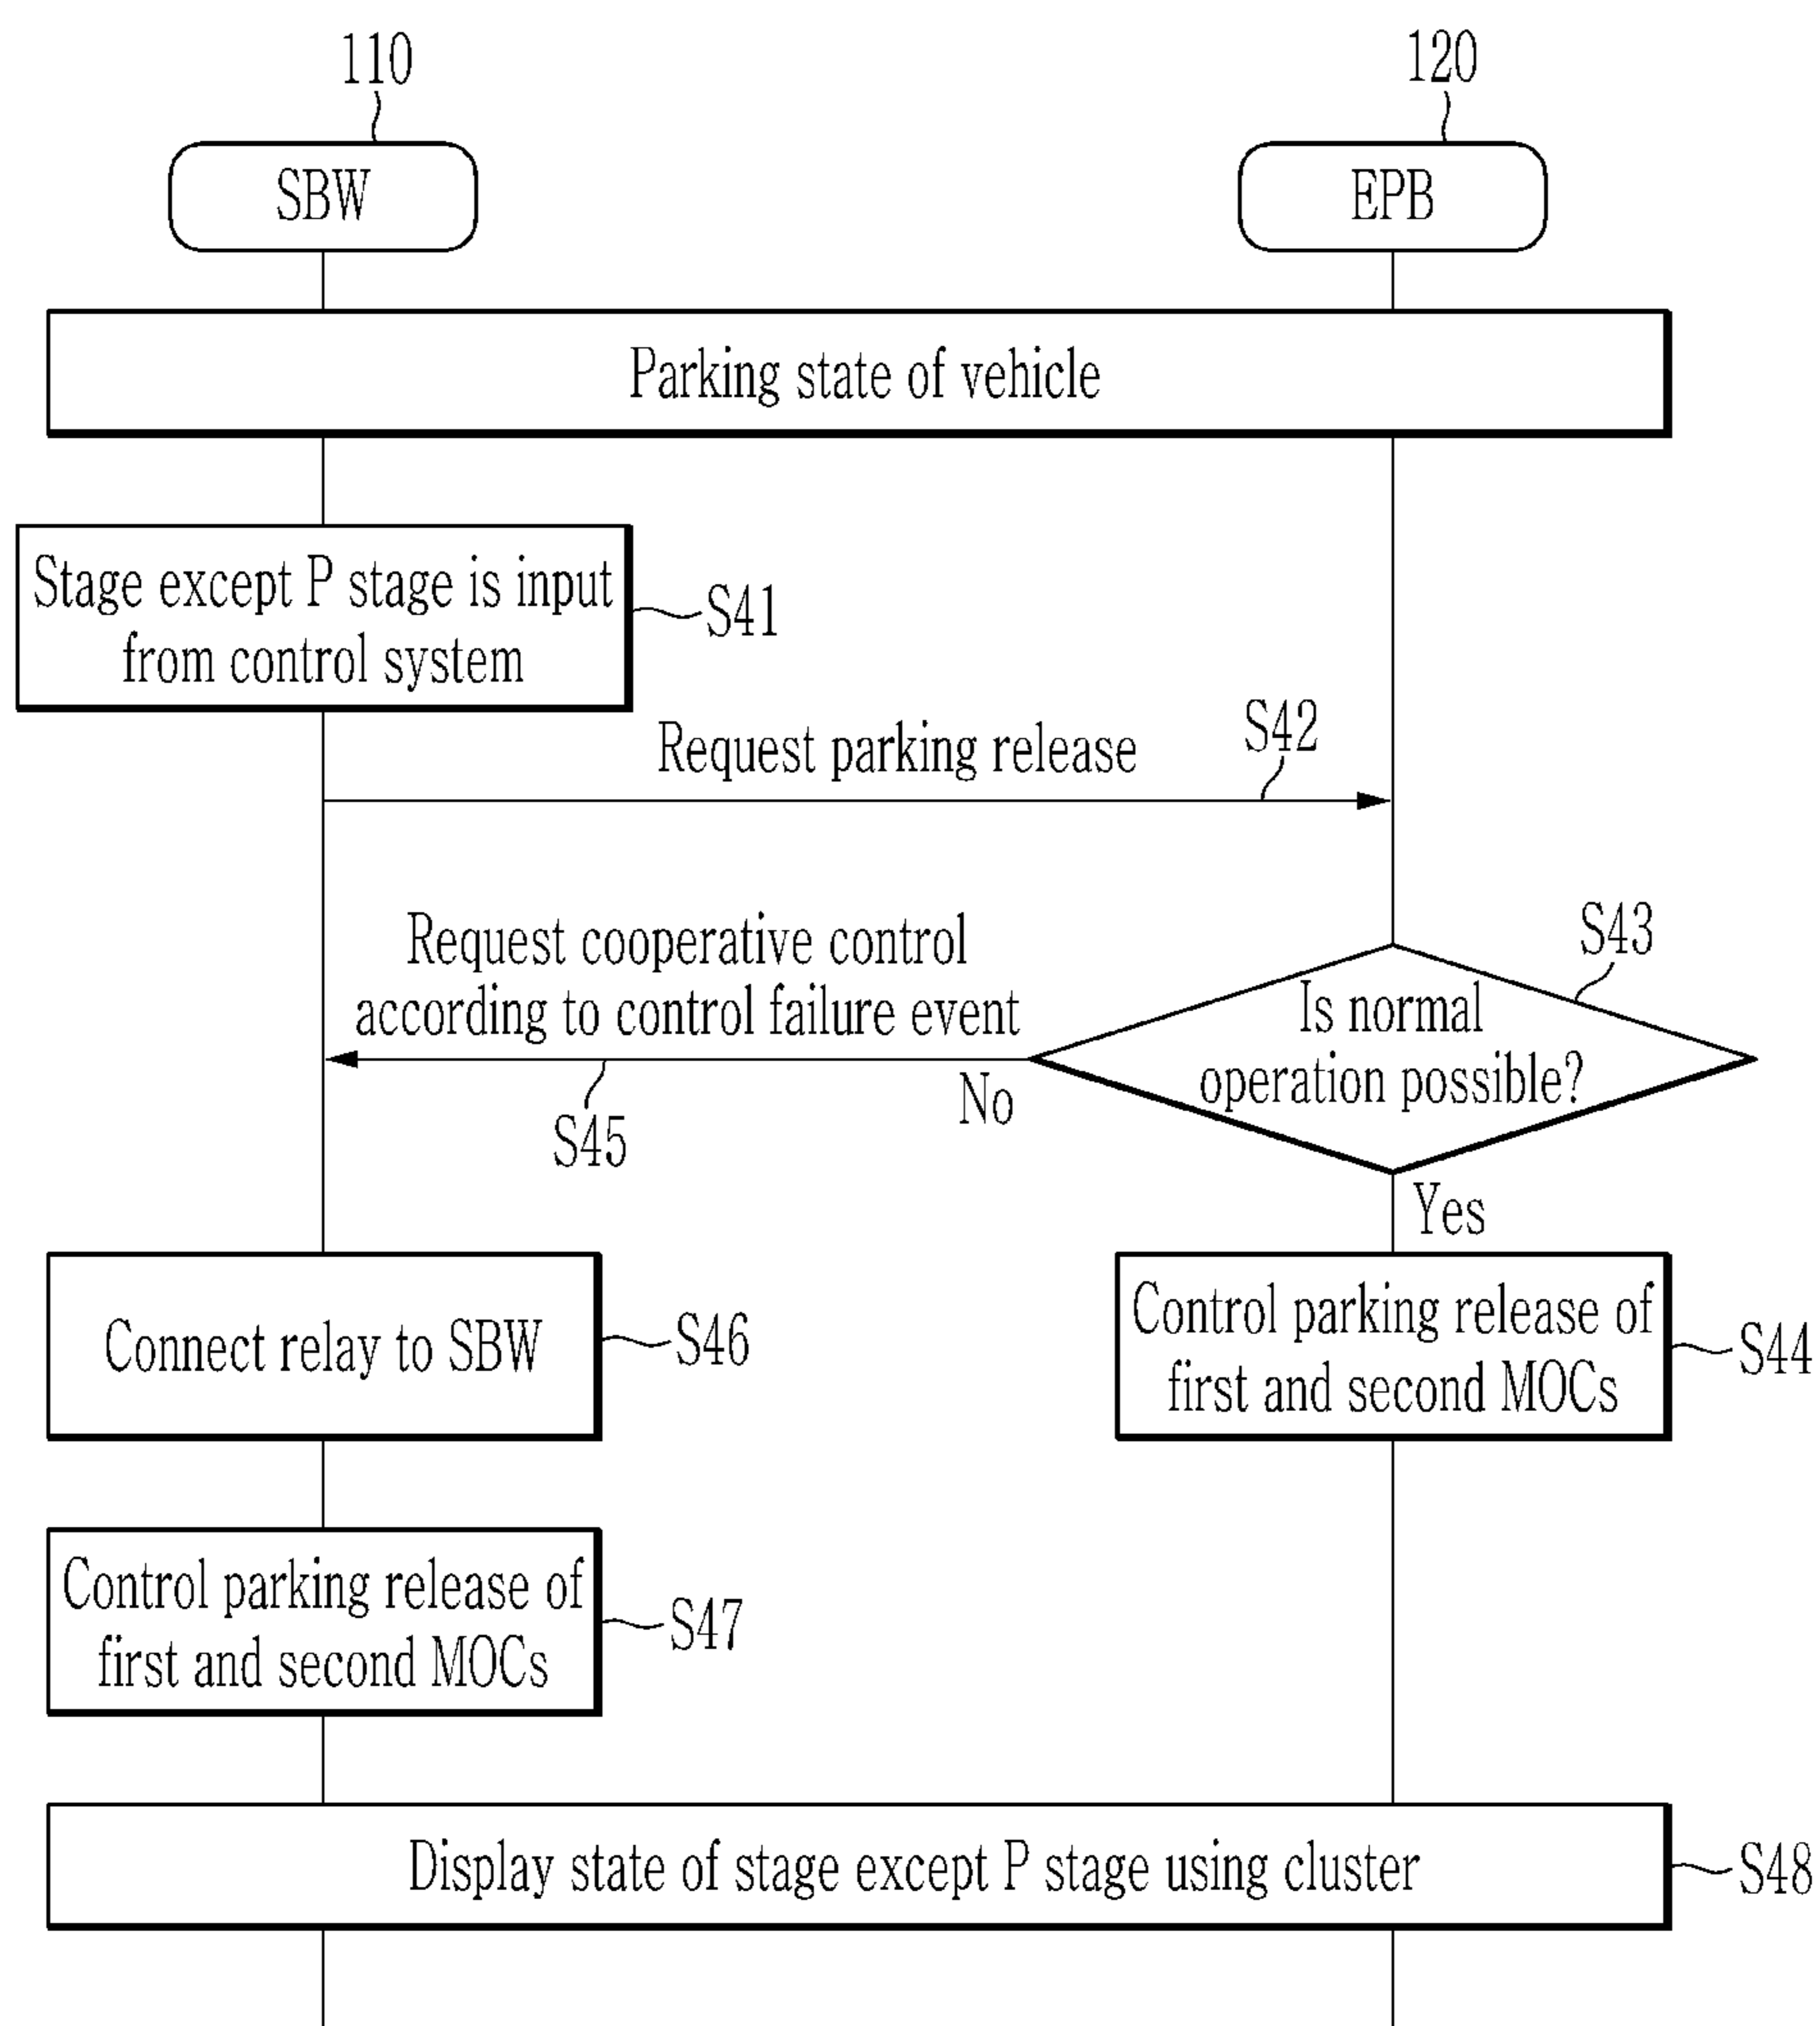 110
120
SBW
EPB
Parking state of vehicle
Stage except P stage is input
from control system
S41
Request parking release
S42
Request cooperative control
according to control failure event
S45
No
S43
Is normal
operation possible?
Yes
Connect relay to SBW
S46
Control parking release of
first and second MOCs
S44
Control parking release of
first and second MOCs
S47
Display state of stage except P stage using cluster
S48